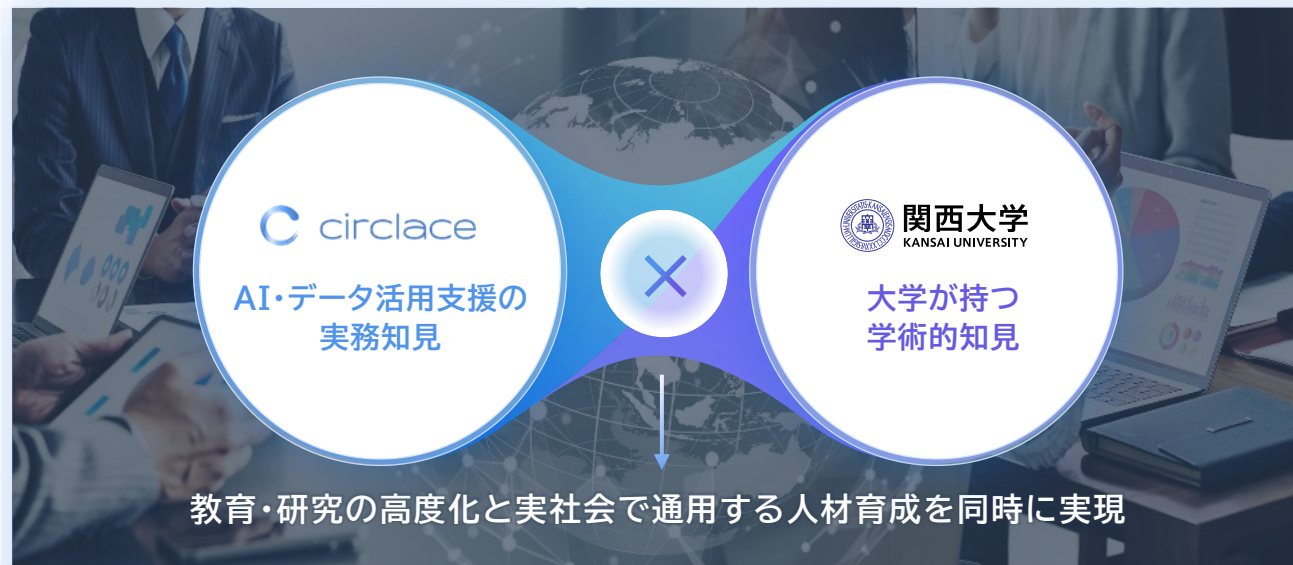 circlace
AI・データ活用支援の
実務知見
×
関西大学
KANSAI UNIVERSITY
大学が持つ
学術的知見
教育・研究の高度化と実社会で通用する人材育成を同時に実現